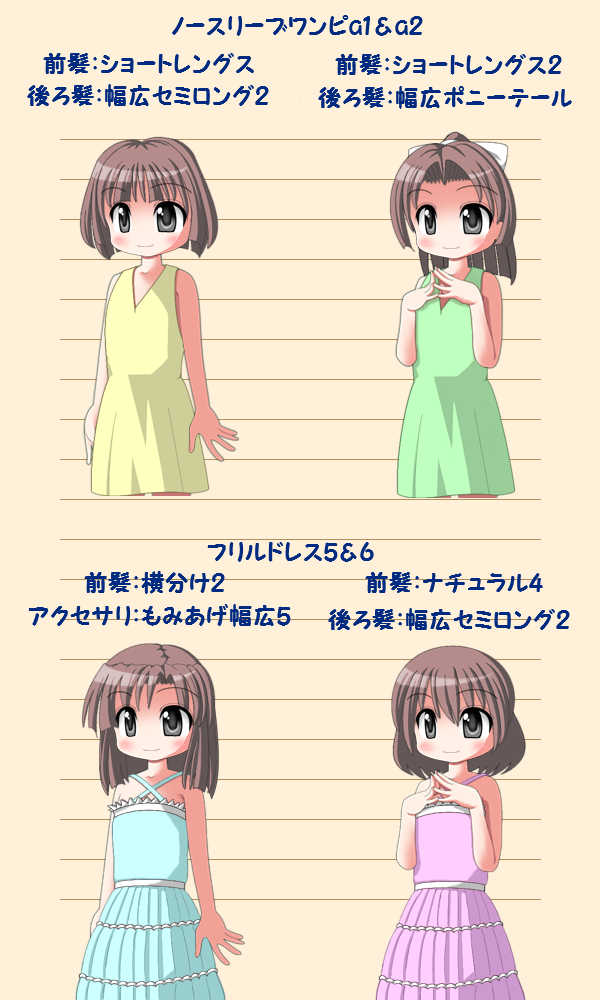 ノースリーブワンピa1&a2
前髪:ショートレングス
後ろ髪:幅広セミロング2
前髪:ショートレングス2
後ろ髪:幅広ポニーテール
フリルドレス5&6
前髪:横分け2
アクセサリ:もみあげ幅広5
前髪:ナチュラル4
後ろ髪:幅広セミロング2